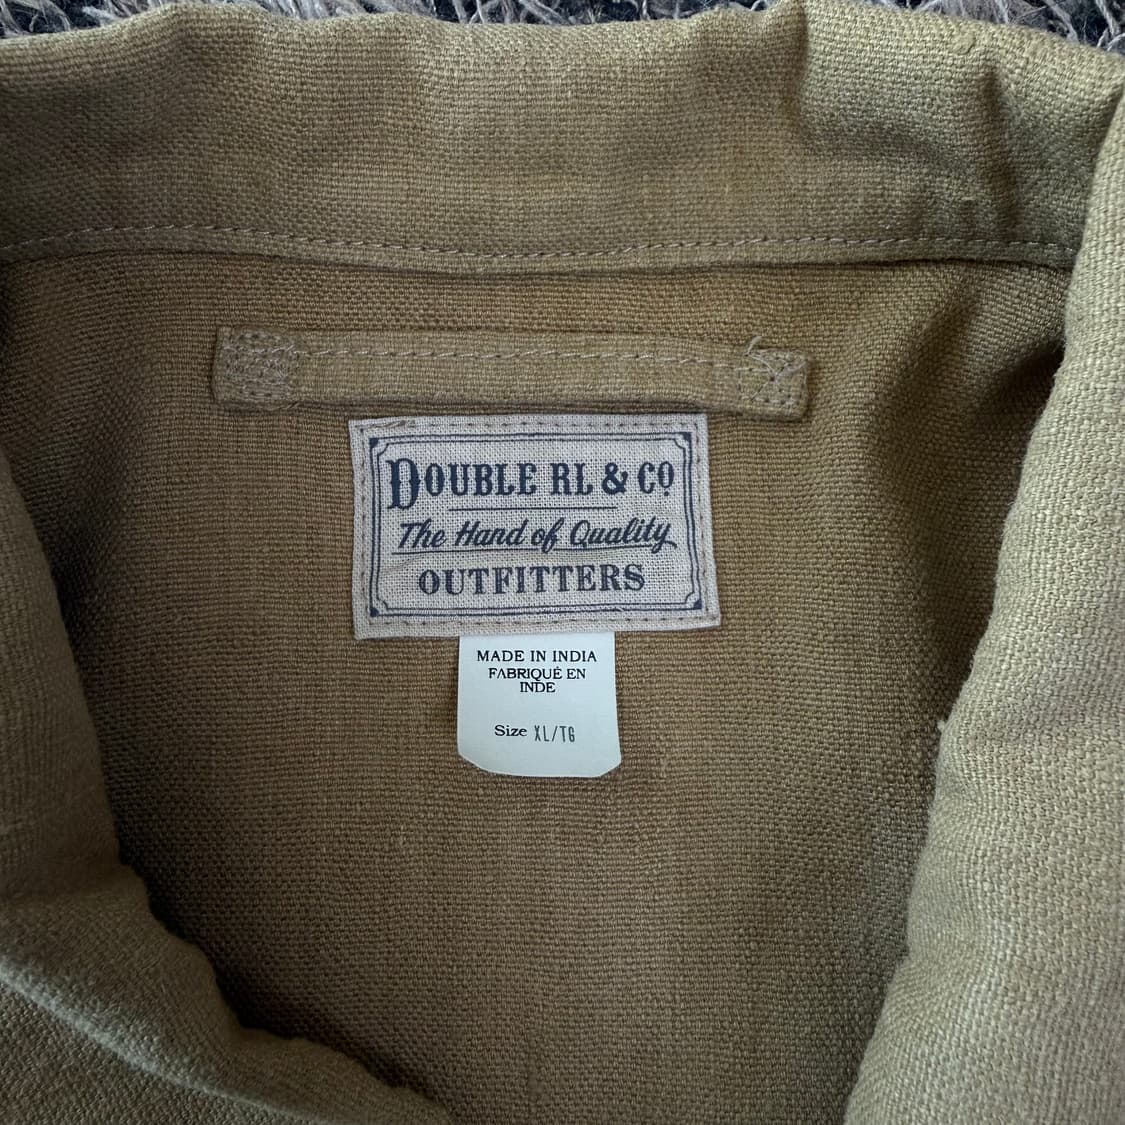 DOUBLE RL & Co.
The Hand of Quality
OUTFITTERS
MADE IN INDIA
FABRIQUÉ EN
INDE
Size XL/TG